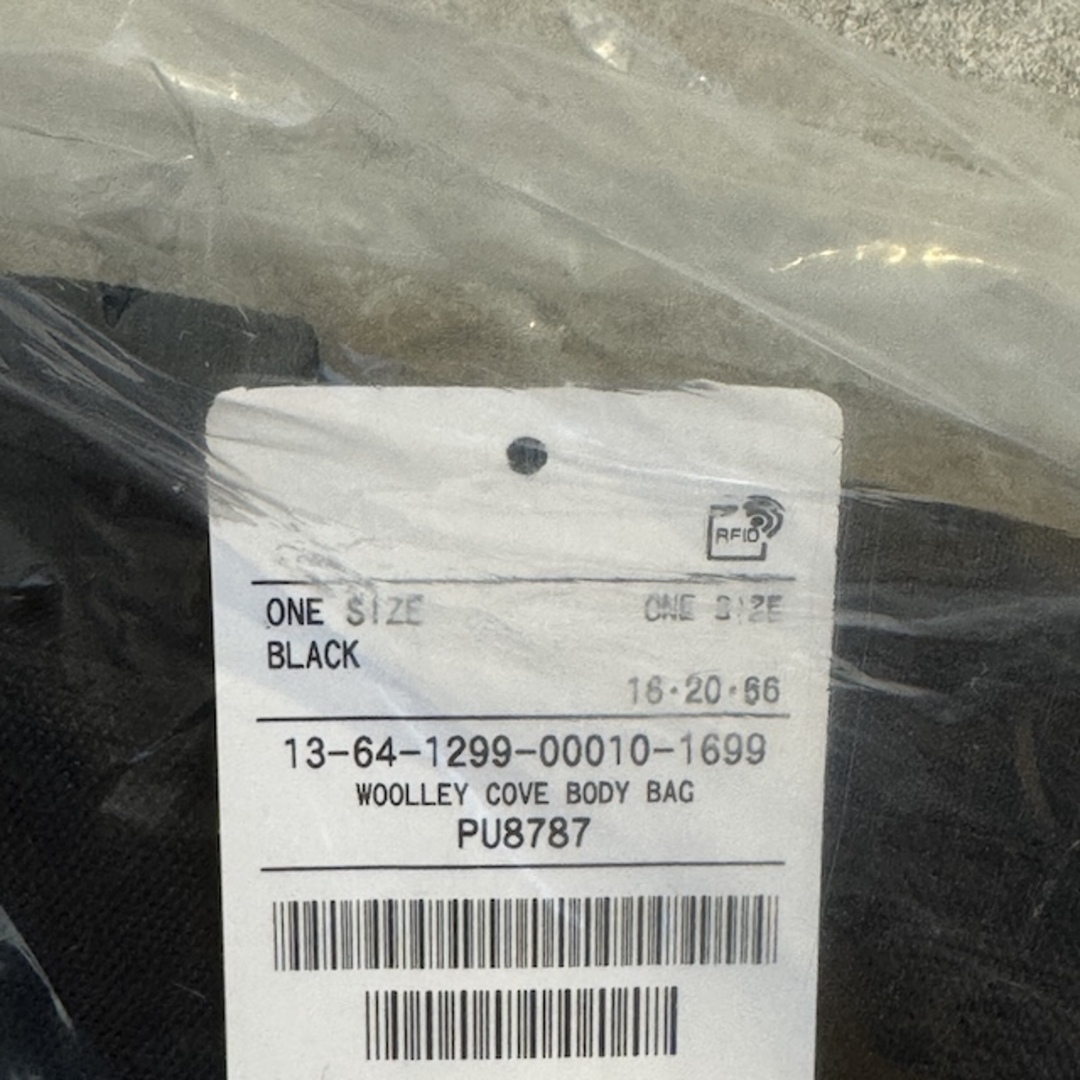 RFID
ONE SIZE ONE SIZE
BLACK
16·20·66
13-64-1299-00010-1699
WOOLLEY COVE BODY BAG
PU8787